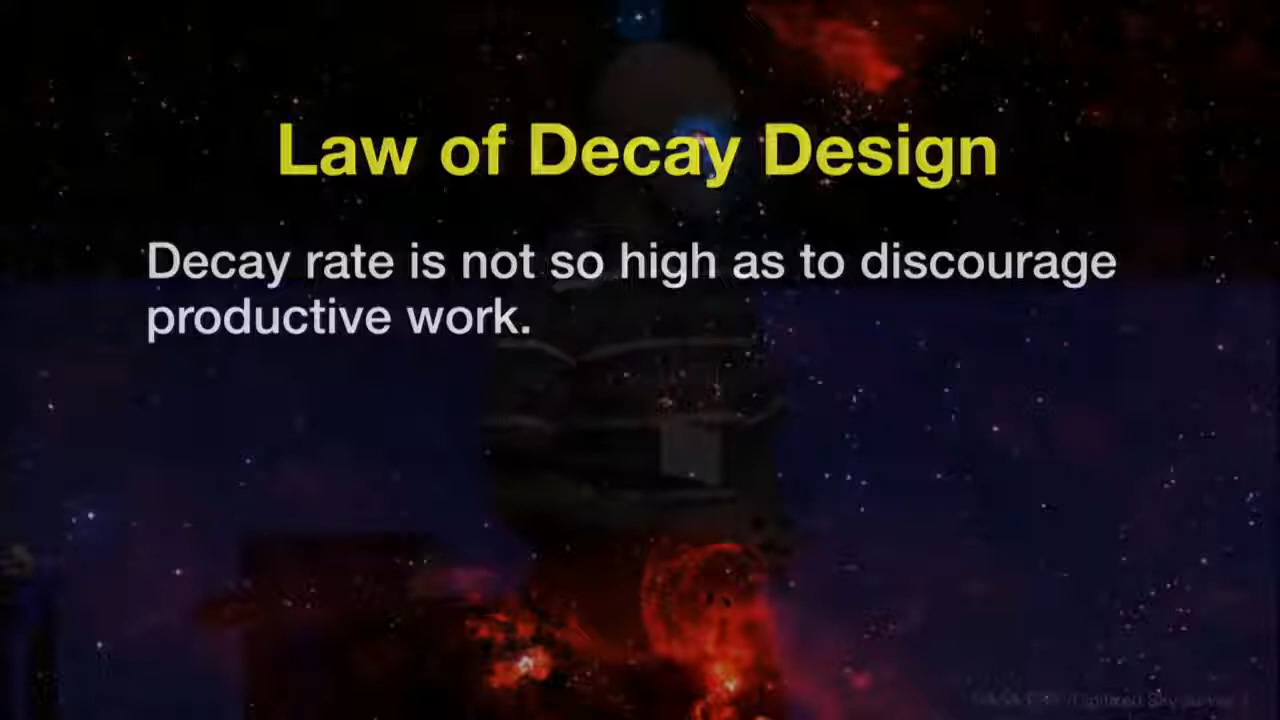 Law of Decay Design
Decay rate is not so high as to discourage
productive work.